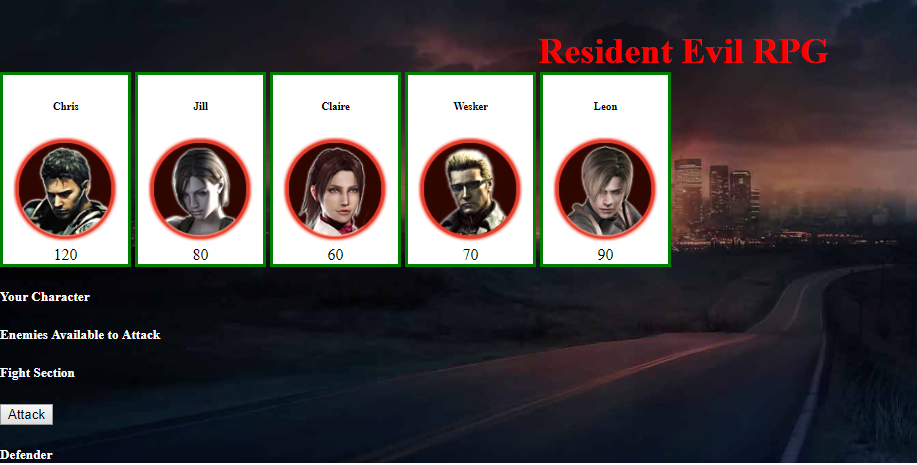 Resident Evil RPG
Chris Jill Claire Wesker Leon
120 80 60 70 90
Your Character
Enemies Available to Attack
Fight Section
Attack
Defender